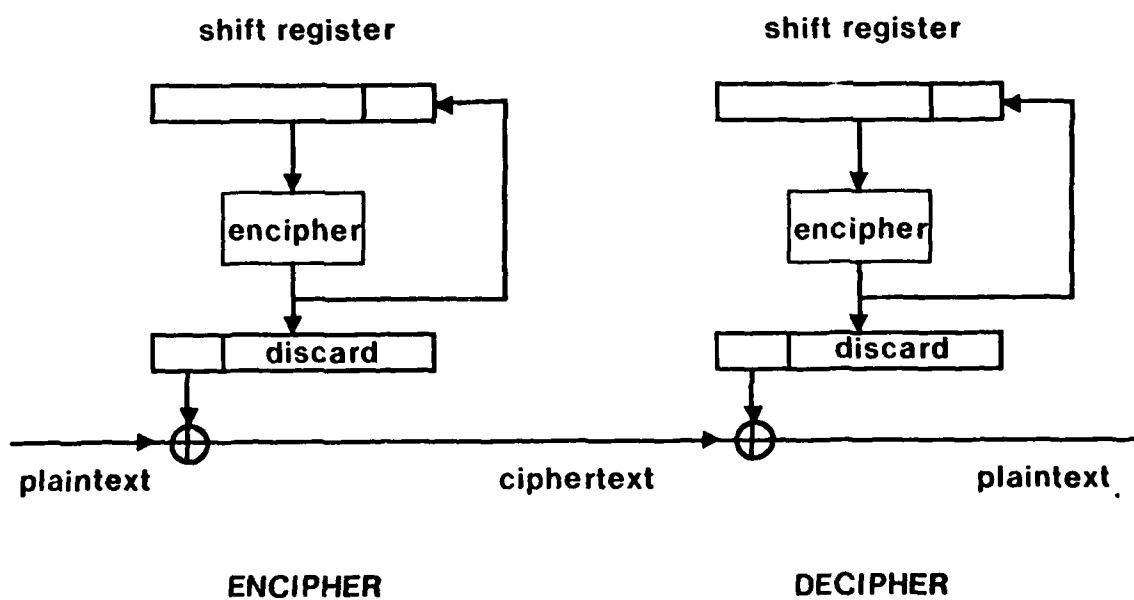 shift register shift register
encipher encipher
discard discard
plaintext ciphertext plaintext
ENCIPHER DECIPHER